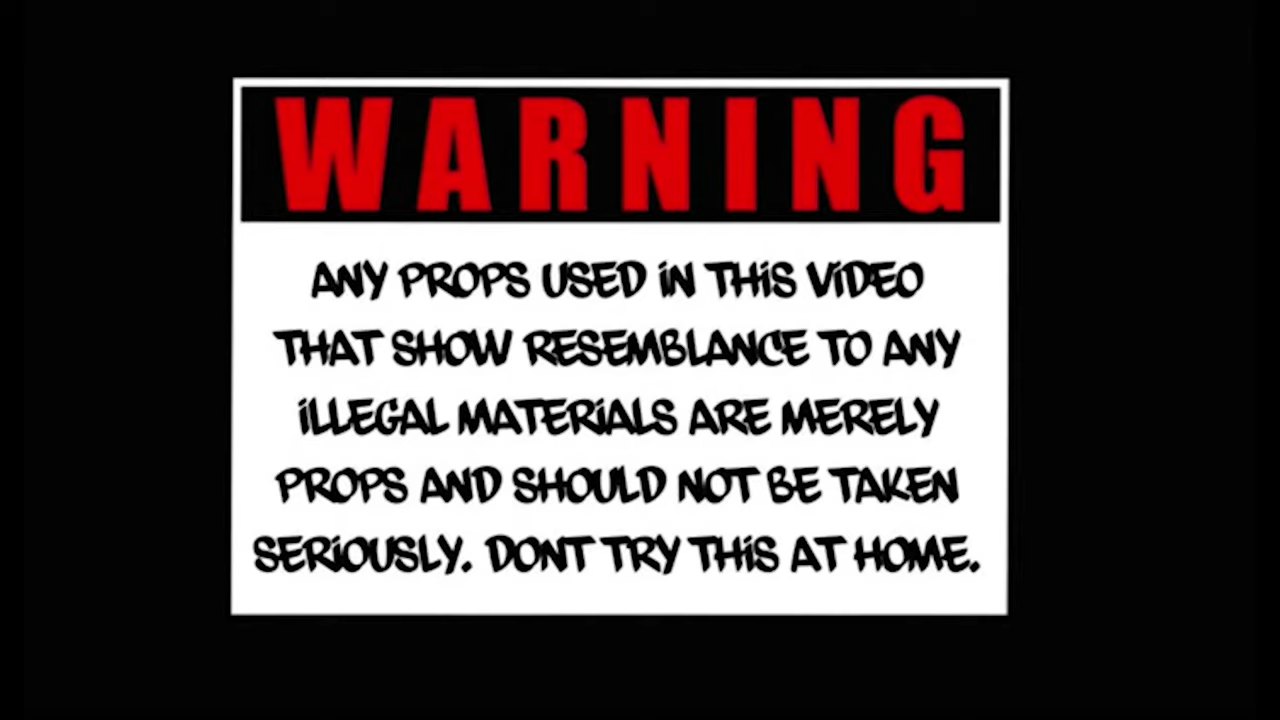 WARNING
ANY PROPS USED iN THiS ViDEO
THAT SHOW RESEMBLANCE TO ANY
iLLEGAL MATERiALS ARE MERELY
PROPS AND SHOULD NOT BE TAKEN
SERiOUSLY. DONT TRY THiS AT HOME.